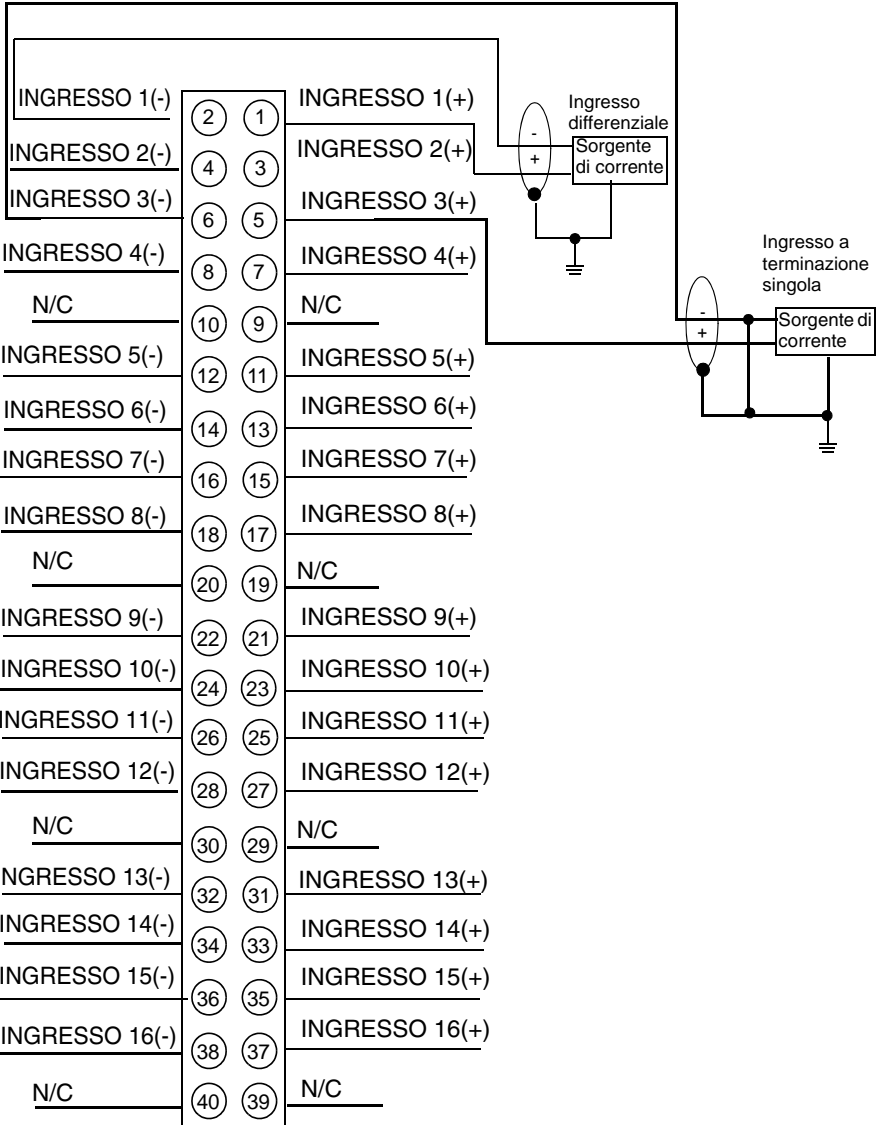 INGRESSO 1(-) 2 1 INGRESSO 1(+)
Ingresso
differenziale
-
+
Sorgente
di corrente
INGRESSO 2(-) 4 3 INGRESSO 2(+)
INGRESSO 3(-) 6 5 INGRESSO 3(+)
INGRESSO 4(-) 8 7 INGRESSO 4(+)
Ingresso a
terminazione
singola
-
+
Sorgente di
corrente
N/C 10 9 N/C
INGRESSO 5(-) 12 11 INGRESSO 5(+)
INGRESSO 6(-) 14 13 INGRESSO 6(+)
INGRESSO 7(-) 16 15 INGRESSO 7(+)
INGRESSO 8(-) 18 17 INGRESSO 8(+)
N/C 20 19 N/C
INGRESSO 9(-) 22 21 INGRESSO 9(+)
INGRESSO 10(-) 24 23 INGRESSO 10(+)
INGRESSO 11(-) 26 25 INGRESSO 11(+)
INGRESSO 12(-) 28 27 INGRESSO 12(+)
N/C 30 29 N/C
NGRESSO 13(-) 32 31 INGRESSO 13(+)
INGRESSO 14(-) 34 33 INGRESSO 14(+)
INGRESSO 15(-) 36 35 INGRESSO 15(+)
INGRESSO 16(-) 38 37 INGRESSO 16(+)
N/C 40 39 N/C